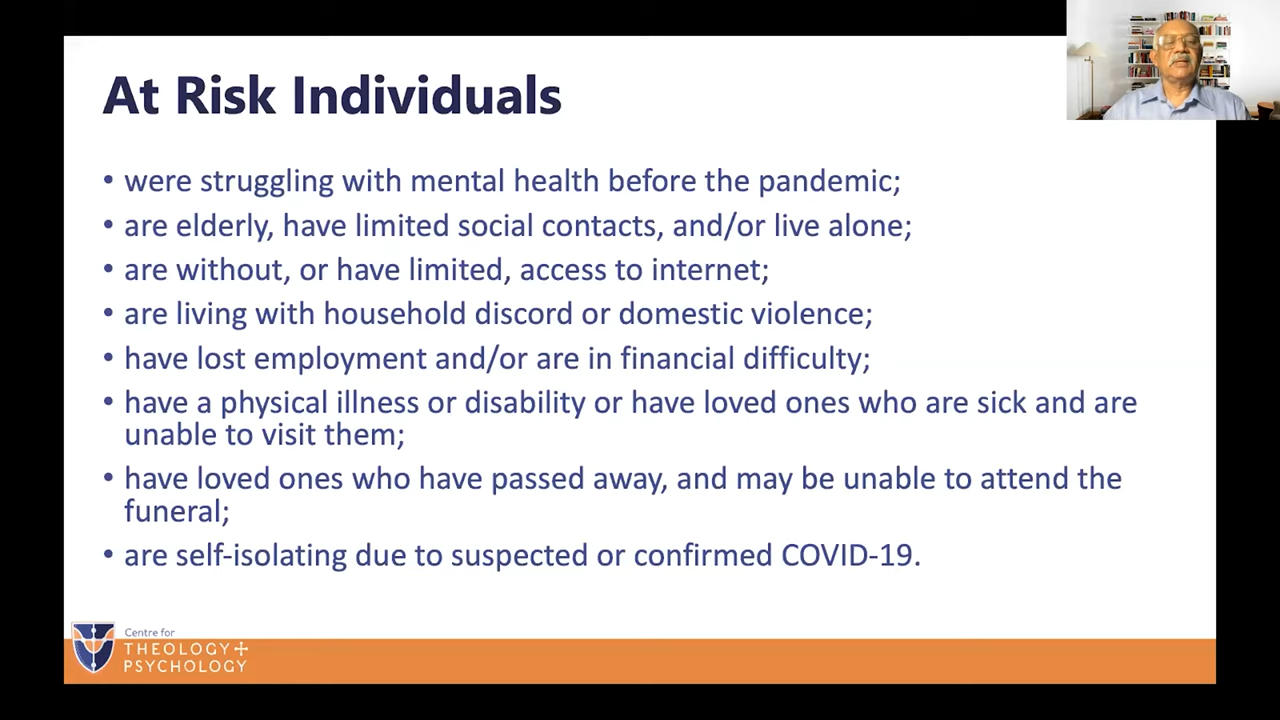 At Risk Individuals
• were struggling with mental health before the pandemic;
• are elderly, have limited social contacts, and/or live alone;
• are without, or have limited, access to internet;
• are living with household discord or domestic violence;
• have lost employment and/or are in financial difficulty;
• have a physical illness or disability or have loved ones who are sick and are
unable to visit them;
• have loved ones who have passed away, and may be unable to attend the
funeral;
• are self-isolating due to suspected or confirmed COVID-19.
Centre for
THEOLOGY+
PSYCHOLOGY